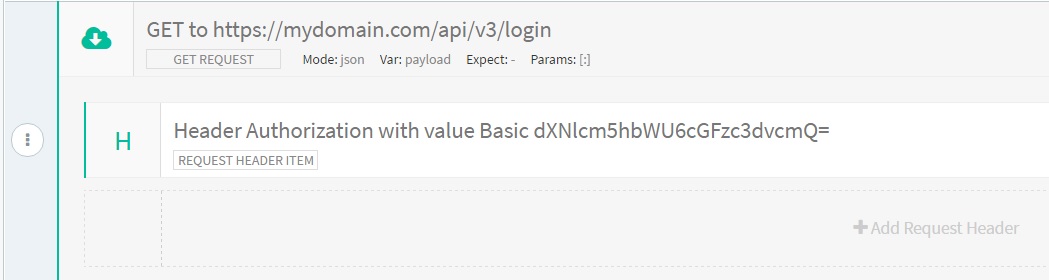 GET to https://mydomain.com/api/v3/login
GET REQUEST Mode: json Var: payload Expect: - Params: [:]
H Header Authorization with value Basic dXNlcm5hbWU6cGFzc3dvcmQ=
REQUEST HEADER ITEM
+ Add Request Header